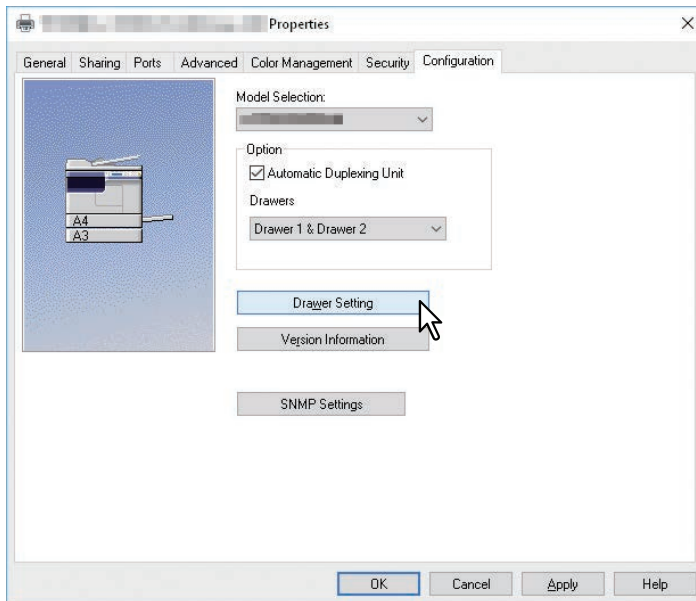 Properties
General Sharing Ports Advanced Color Management Security Configuration
Model Selection:
Option
Automatic Duplexing Unit
Drawers
Drawer 1 & Drawer 2
A4
A3
Drawer Setting
Version Information
SNMP Settings
OK Cancel Apply Help